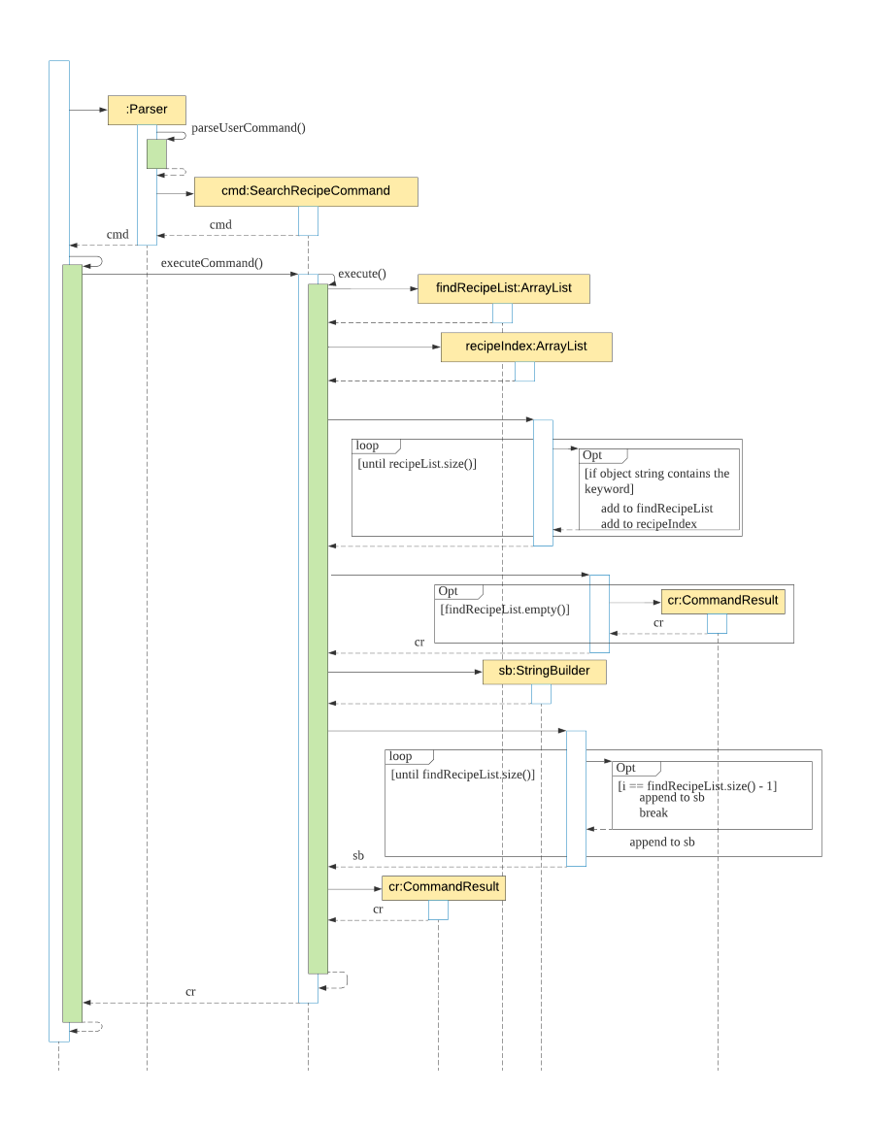 :Parser
parseUserCommand()
cmd:SearchRecipeCommand
cmd
cmd
executeCommand()
execute()
findRecipeList:ArrayList
recipeIndex:ArrayList
loop
[until recipeList.size()]
Opt
[if object string contains the
keyword]
add to findRecipeList
add to recipeIndex
Opt
[findRecipeList.empty()]
cr:CommandResult
cr
cr
sb:StringBuilder
loop
[until findRecipeList.size()]
Opt
[i == findRecipeList.size() - 1]
append to sb
break
append to sb
sb
cr:CommandResult
cr
cr